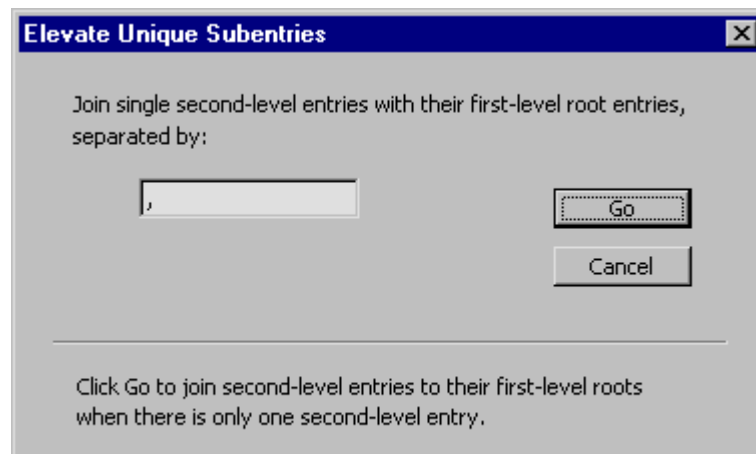 Elevate Unique Subentries
Join single second-level entries with their first-level root entries,
separated by:
,
Go
Cancel
Click Go to join second-level entries to their first-level roots
when there is only one second-level entry.